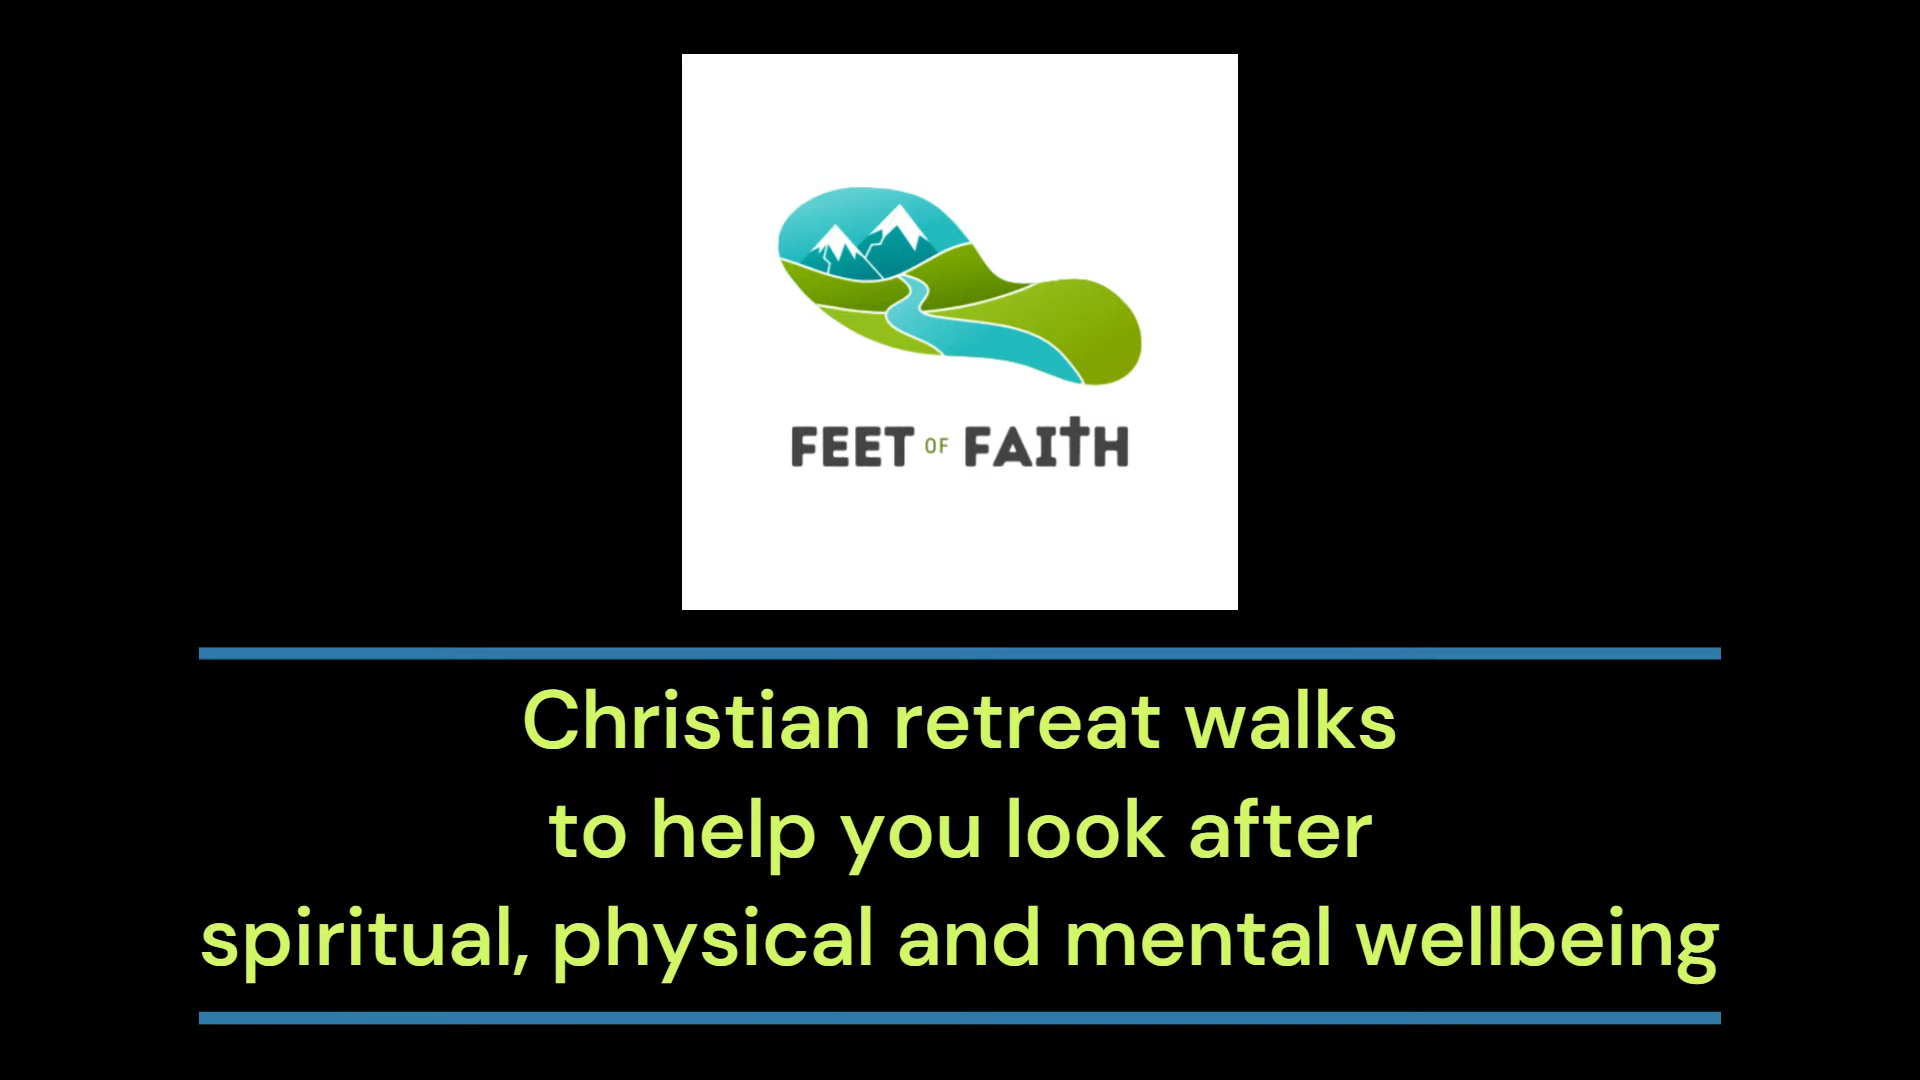 FEET OF FAITH
Christian retreat walks
to help you look after
spiritual, physical and mental wellbeing